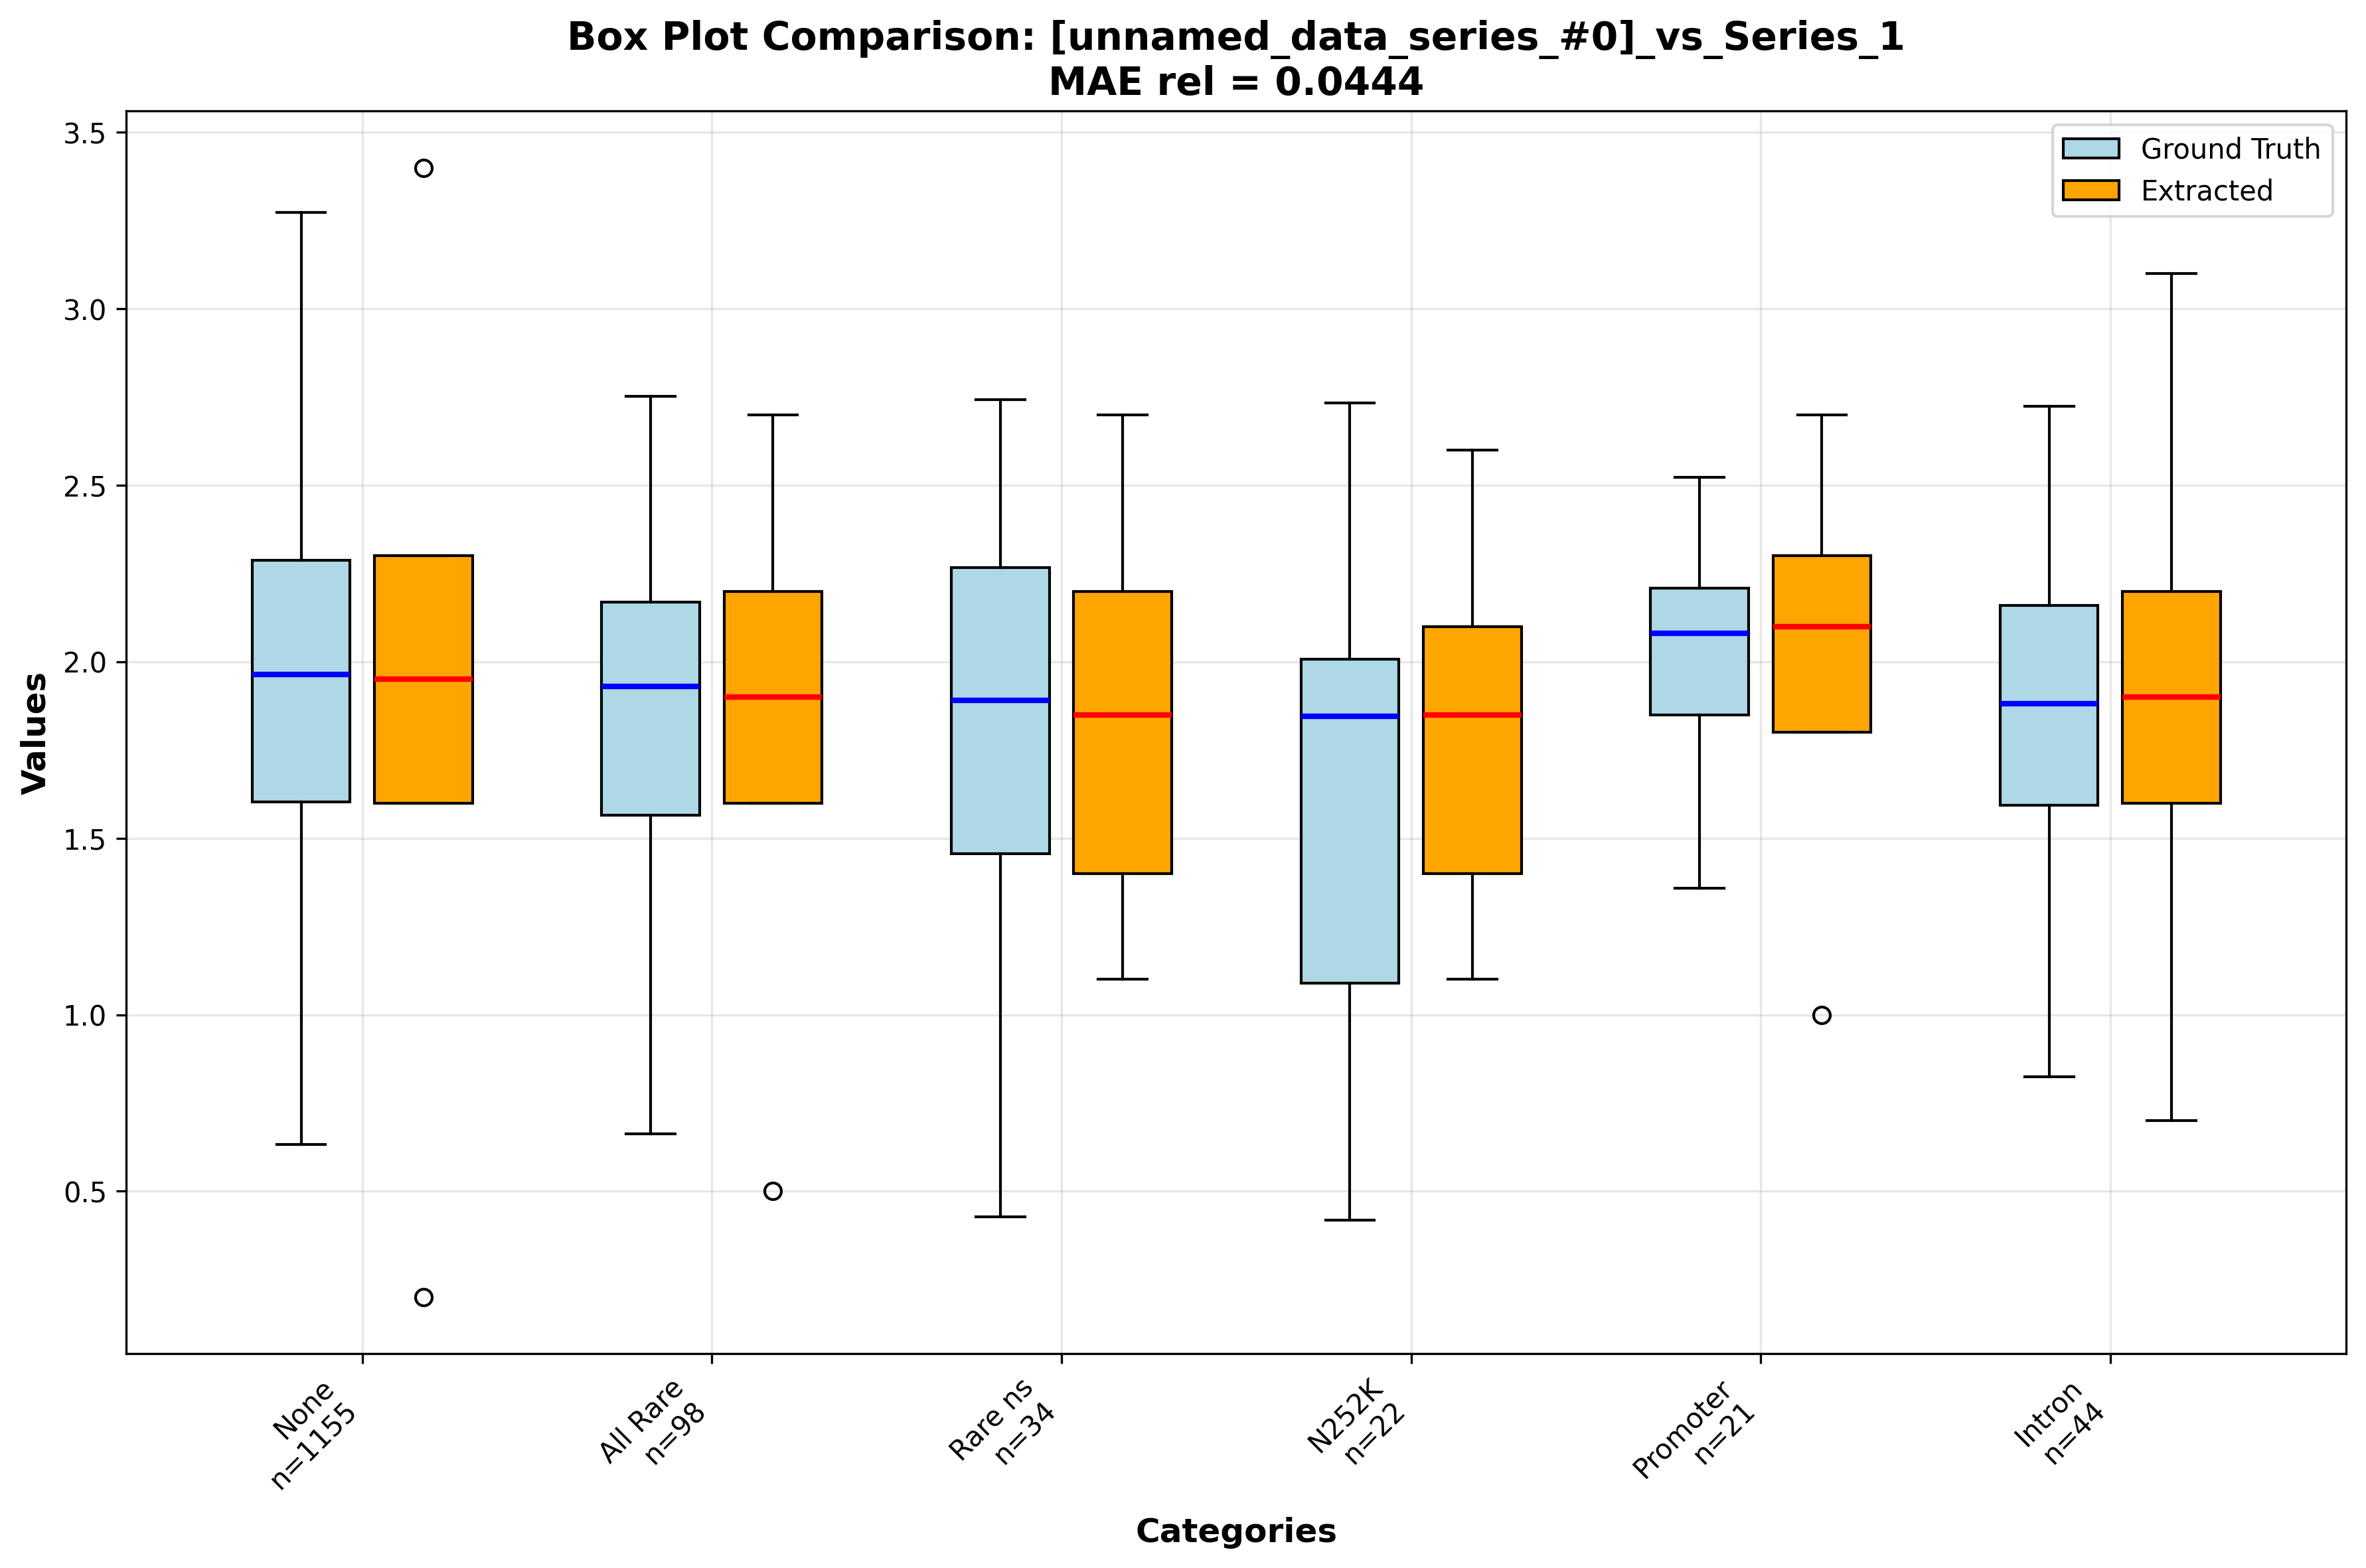 Box Plot Comparison: [unnamed_data_series_#0]_vs_Series_1
MAE rel = 0.0444
Ground Truth
Extracted
3.5
3.0
2.5
2.0
1.5
1.0
0.5
Values
None
n=1155
All Rare
n=98
Rare ns
n=34
N252K
n=22
Promoter
n=21
Intron
n=44
Categories